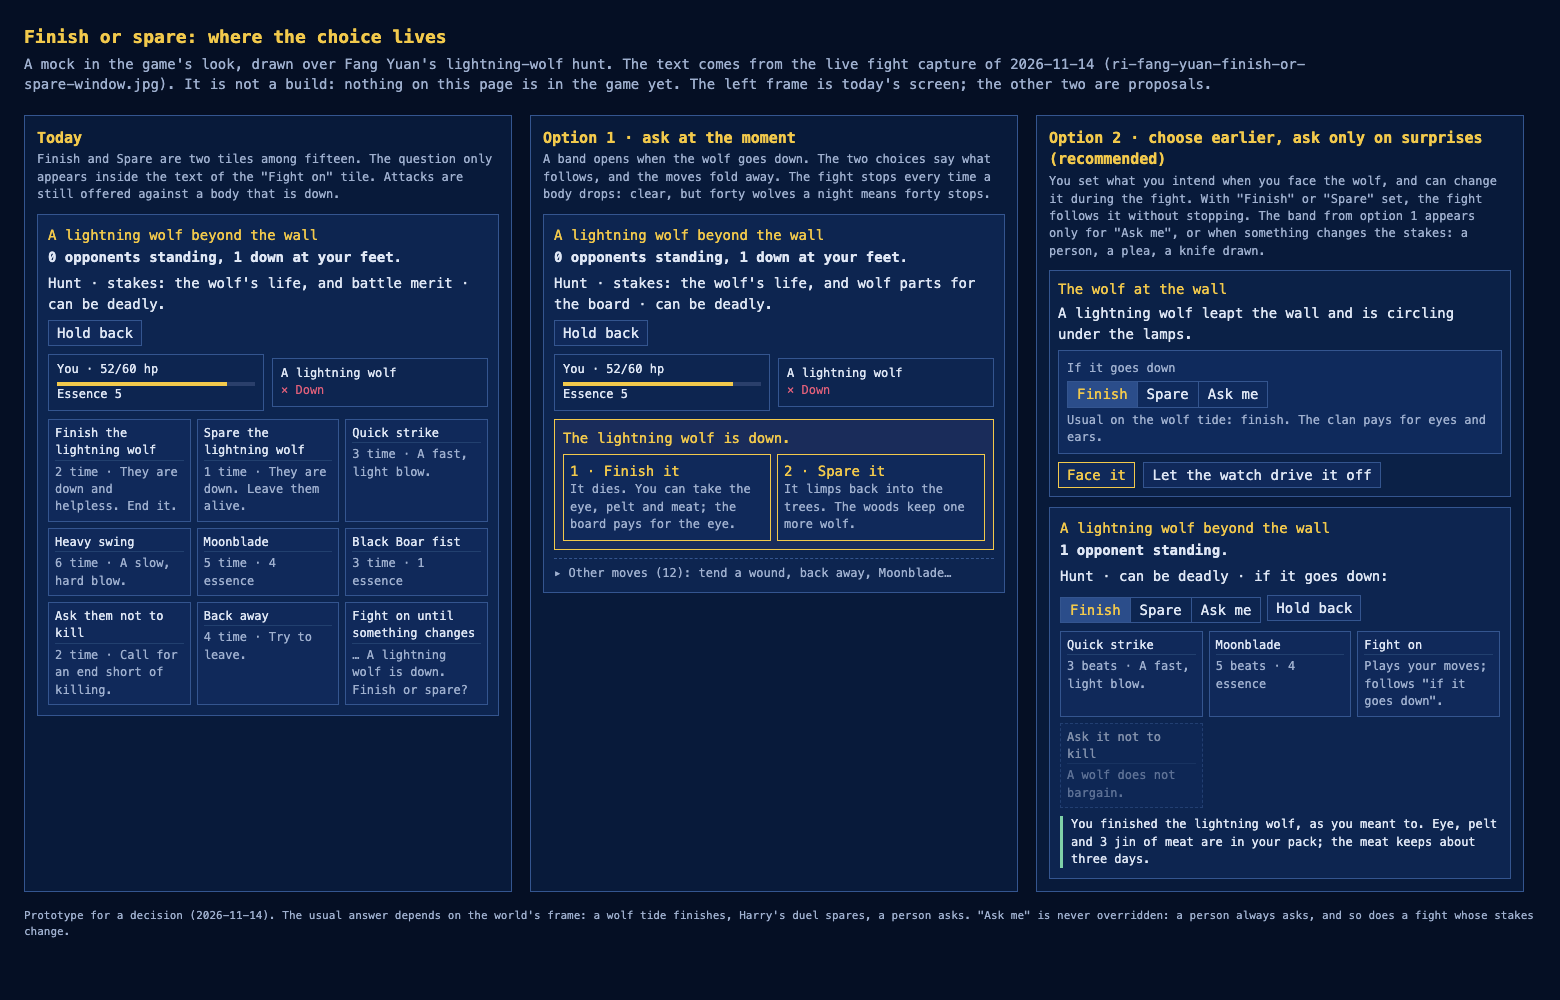 Finish or spare: where the choice lives
A mock in the game's look, drawn over Fang Yuan's lightning-wolf hunt. The text comes from the live fight capture of 2026-11-14 (ri-fang-yuan-finish-or-
spare-window.jpg). It is not a build: nothing on this page is in the game yet. The left frame is today's screen; the other two are proposals.
Today
Finish and Spare are two tiles among fifteen. The question only
appears inside the text of the "Fight on" tile. Attacks are
still offered against a body that is down.
A lightning wolf beyond the wall
0 opponents standing, 1 down at your feet.
Hunt · stakes: the wolf's life, and battle merit ·
can be deadly.
Hold back
You · 52/60 hp
Essence 5
A lightning wolf
× Down
Finish the
lightning wolf
2 time · They are
down and
helpless. End it.
Spare the
lightning wolf
1 time · They are
down. Leave them
alive.
Quick strike
3 time · A fast,
light blow.
Heavy swing
6 time · A slow,
hard blow.
Moonblade
5 time · 4
essence
Black Boar fist
3 time · 1
essence
Ask them not to
kill
2 time · Call for
an end short of
killing.
Back away
4 time · Try to
leave.
Fight on until
something changes
… A lightning
wolf is down.
Finish or spare?
Option 1 · ask at the moment
A band opens when the wolf goes down. The two choices say what
follows, and the moves fold away. The fight stops every time a
body drops: clear, but forty wolves a night means forty stops.
A lightning wolf beyond the wall
0 opponents standing, 1 down at your feet.
Hunt · stakes: the wolf's life, and wolf parts for
the board · can be deadly.
Hold back
You · 52/60 hp
Essence 5
A lightning wolf
× Down
The lightning wolf is down.
1 · Finish it
It dies. You can take the
eye, pelt and meat; the
board pays for the eye.
2 · Spare it
It limps back into the
trees. The woods keep one
more wolf.
▸ Other moves (12): tend a wound, back away, Moonblade…
Option 2 · choose earlier, ask only on surprises
(recommended)
You set what you intend when you face the wolf, and can change
it during the fight. With "Finish" or "Spare" set, the fight
follows it without stopping. The band from option 1 appears
only for "Ask me", or when something changes the stakes: a
person, a plea, a knife drawn.
The wolf at the wall
A lightning wolf leapt the wall and is circling
under the lamps.
If it goes down
Finish Spare Ask me
Usual on the wolf tide: finish. The clan pays for eyes and
ears.
Face it Let the watch drive it off
A lightning wolf beyond the wall
1 opponent standing.
Hunt · can be deadly · if it goes down:
Finish Spare Ask me Hold back
Quick strike
3 beats · A fast,
light blow.
Moonblade
5 beats · 4
essence
Fight on
Plays your moves;
follows "if it
goes down".
Ask it not to
kill
A wolf does not
bargain.
You finished the lightning wolf, as you meant to. Eye, pelt
and 3 jin of meat are in your pack; the meat keeps about
three days.
Prototype for a decision (2026-11-14). The usual answer depends on the world's frame: a wolf tide finishes, Harry's duel spares, a person asks. "Ask me" is never overridden: a person always asks, and so does a fight whose stakes
change.